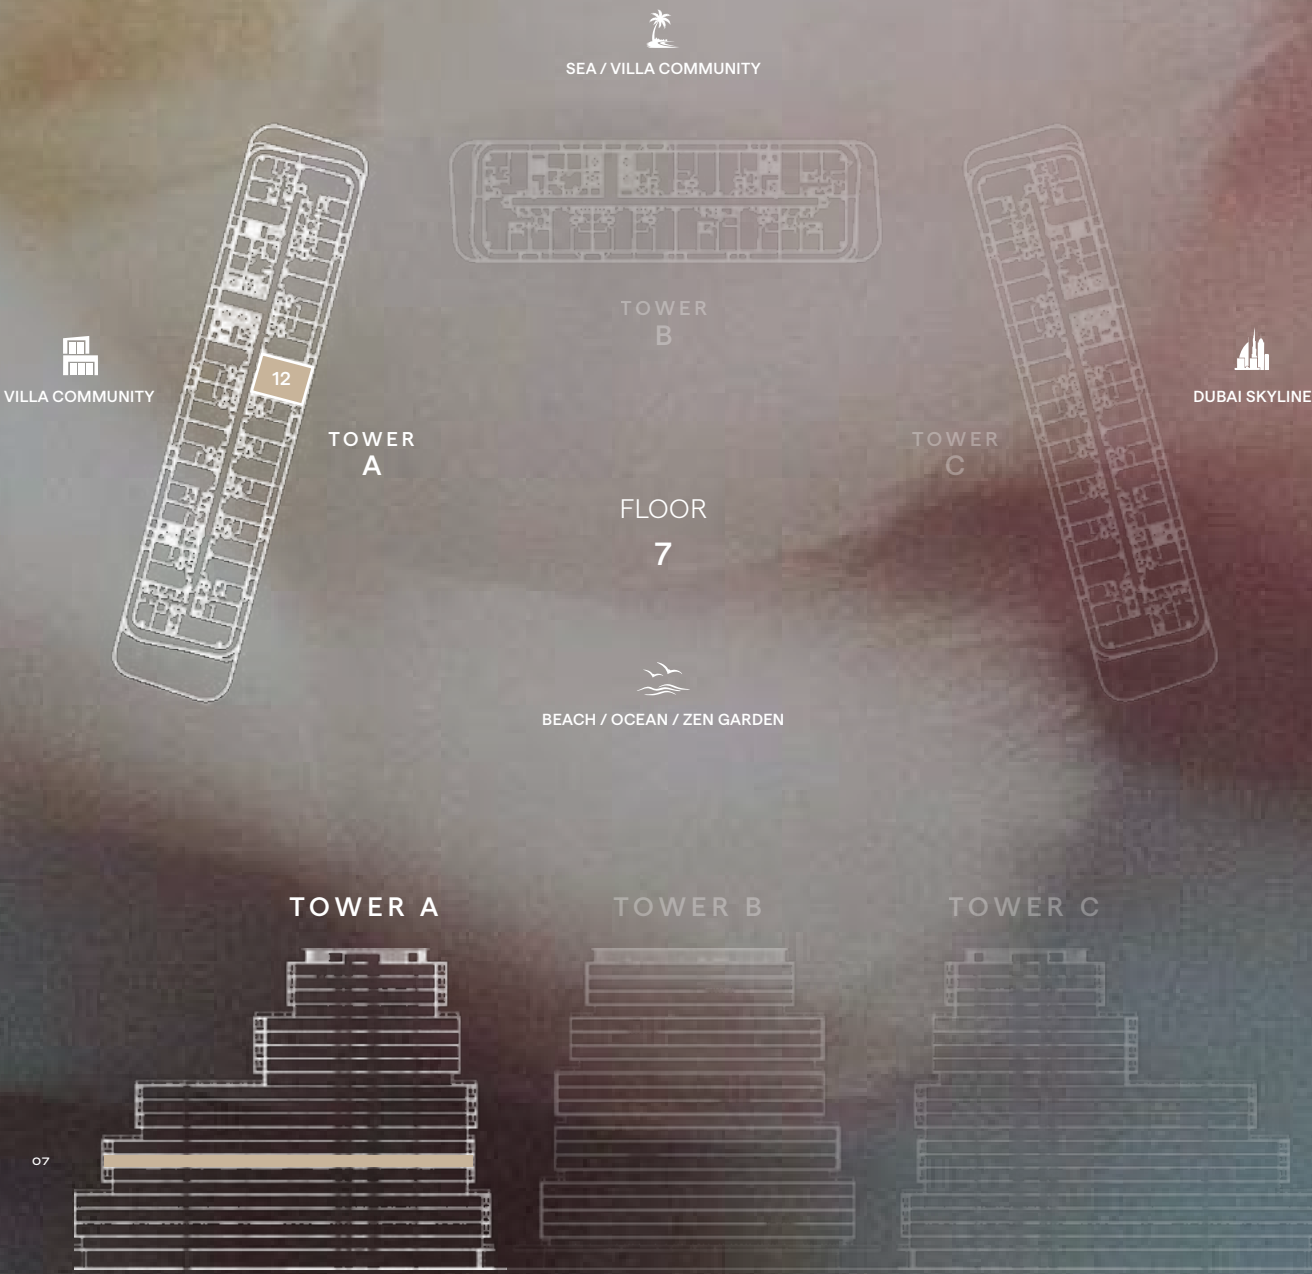 SEA / VILLA COMMUNITY
TOWER
B
VILLA COMMUNITY
12
DUBAI SKYLINE
TOWER
A
TOWER
C
FLOOR
7
BEACH / OCEAN / ZEN GARDEN
TOWER A
TOWER B
TOWER C
07